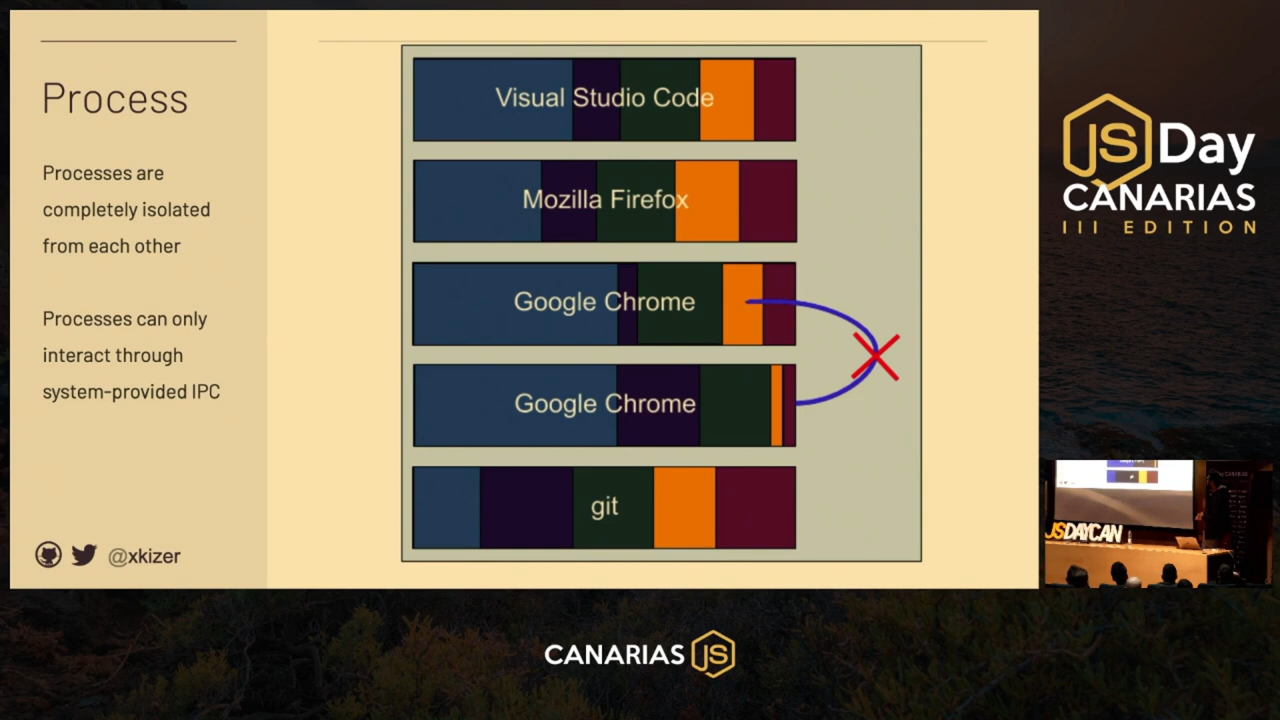 Process
Processes are
completely isolated
from each other
Processes can only
interact through
system-provided IPC
@xkizer
Visual Studio Code
Mozilla Firefox
Google Chrome
Google Chrome
git
JS Day
CANARIAS
III EDITION
JSDAYCAN
CANARIAS JS